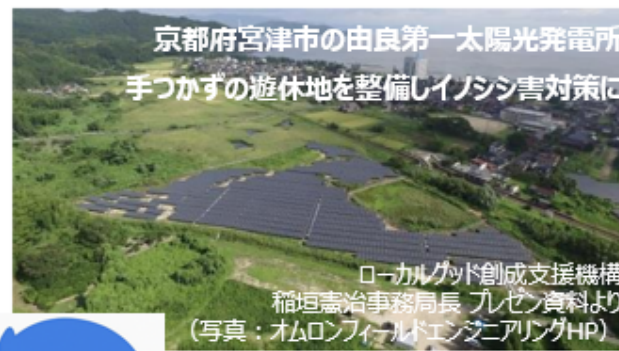 京都府宮津市の由良第一太陽光発電所
手つかずの遊休地を整備しイノシシ害対策に
ローカルグッド創成支援機構
稲垣憲治事務局長 プレゼン資料より
（写真：オムロンフィールドエンジニアリングHP）